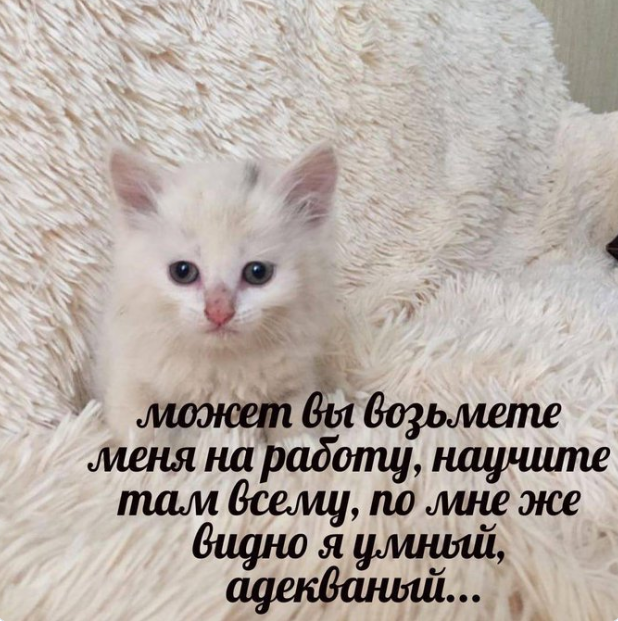 может вы возьмете
меня на работу, научите
там всему, по мне же
видно я умный,
адекваный...